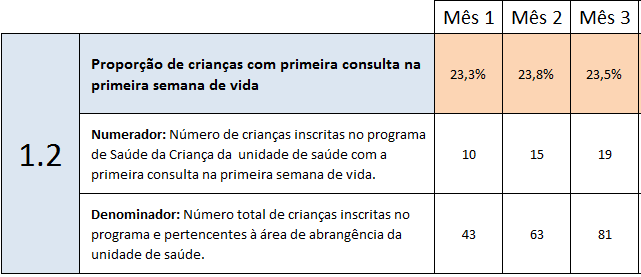 Mês 1 Mês 2 Mês 3
Proporção de crianças com primeira consulta na
primeira semana de vida
23,3% 23,8% 23,5%
1.2
Numerador: Número de crianças inscritas no programa
de Saúde da Criança da unidade de saúde com a
primeira consulta na primeira semana de vida.
10 15 19
Denominador: Número total de crianças inscritas no
programa e pertencentes à área de abrangência da
unidade de saúde.
43 63 81